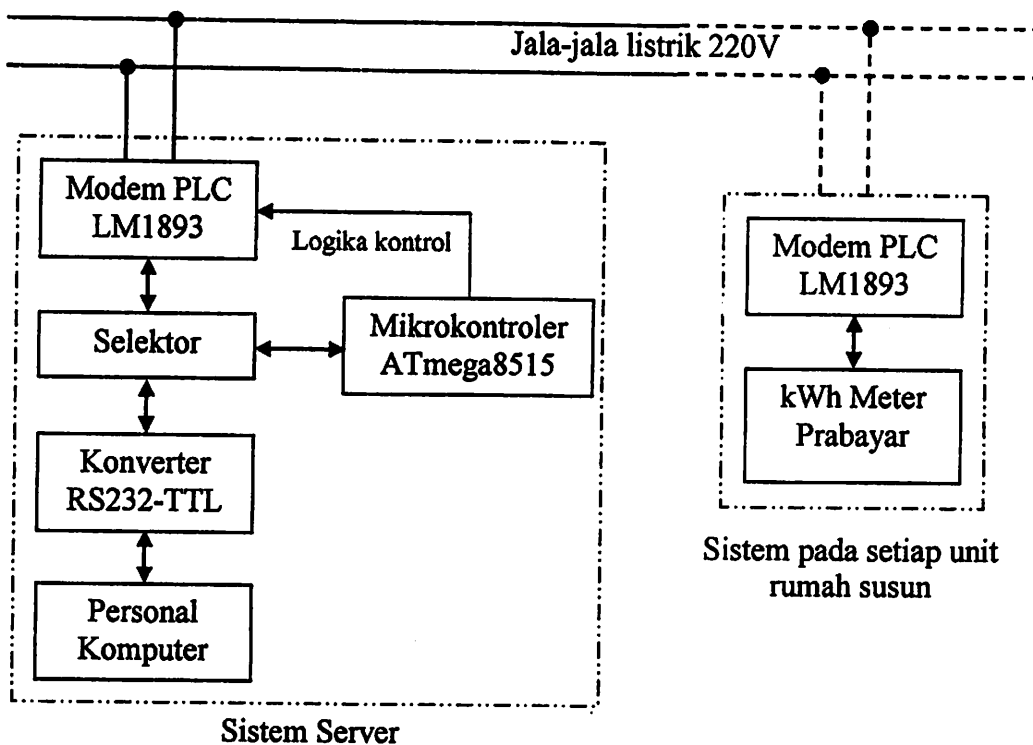 Jala-jala listrik 220V
Modem PLC
LM1893
Logika kontrol
Selektor
Mikrokontroler
ATmega8515
Konverter
RS232-TTL
Personal
Komputer
Sistem Server
Modem PLC
LM1893
kWh Meter
Prabayar
Sistem pada setiap unit
rumah susun